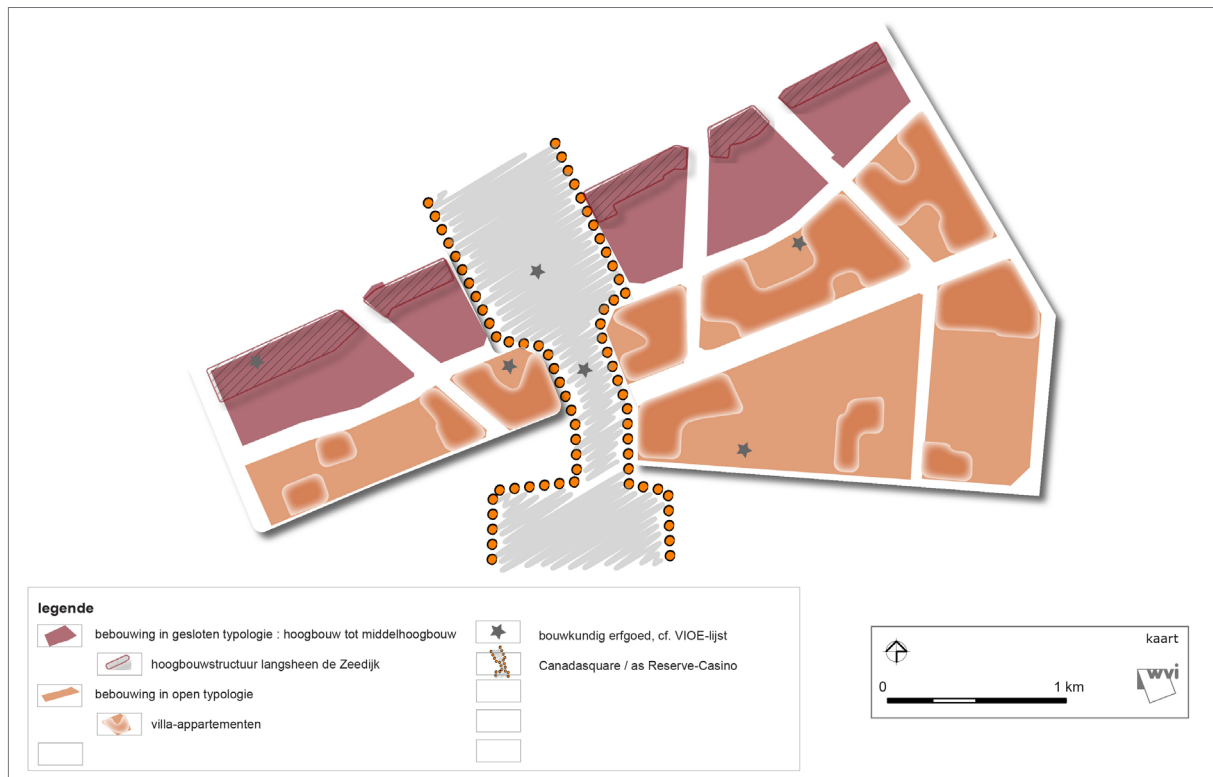 legende
bebouwing in gesloten typologie : hoogbouw tot middelhoogbouw
hoogbouwstructuur langsheen de Zeedijk
bebouwing in open typologie
villa-appartementen
bouwkundig erfgoed, cf. VIOE-lijst
Canadasquare / as Reserve-Casino
kaart
wvi
0 1 km